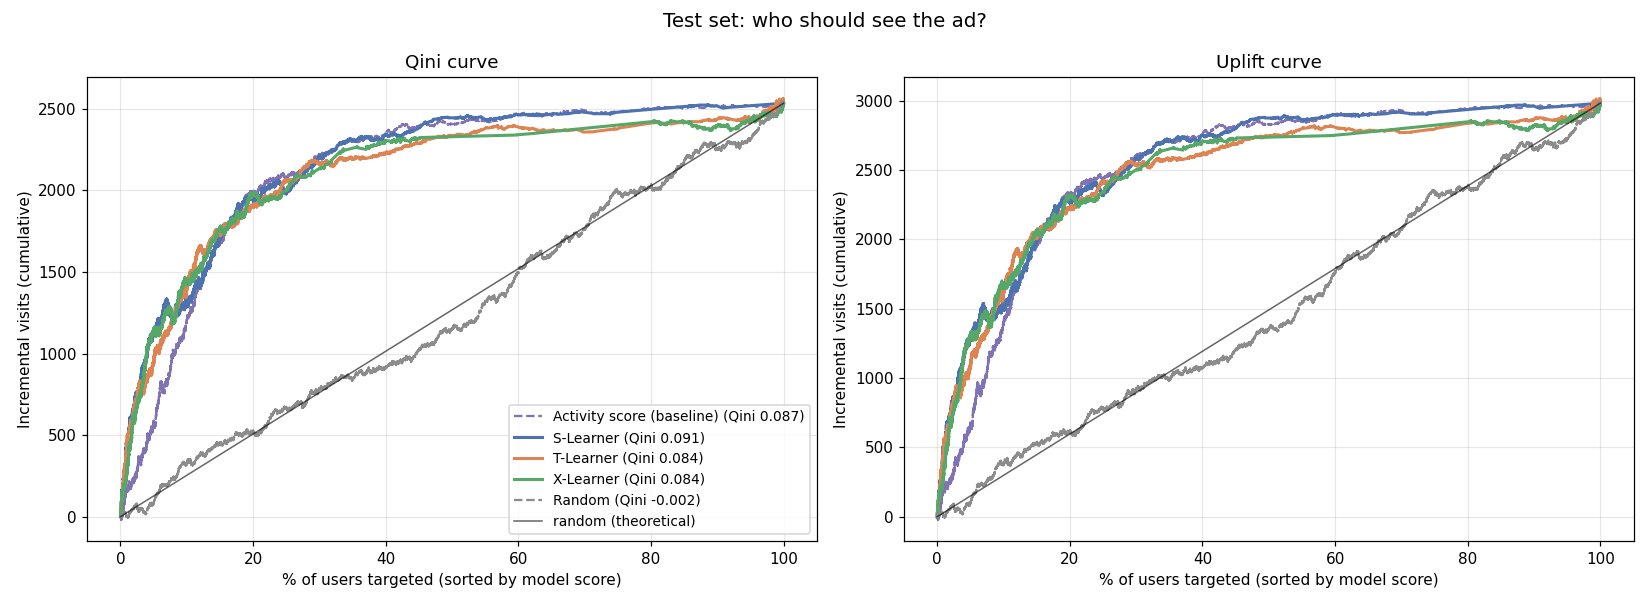 Test set: who should see the ad?
Qini curve
Incremental visits (cumulative)
2500
2000
1500
1000
500
0
0 20 40 60 80 100
% of users targeted (sorted by model score)
Activity score (baseline) (Qini 0.087)
S-Learner (Qini 0.091)
T-Learner (Qini 0.084)
X-Learner (Qini 0.084)
Random (Qini -0.002)
random (theoretical)
Uplift curve
Incremental visits (cumulative)
3000
2500
2000
1500
1000
500
0
0 20 40 60 80 100
% of users targeted (sorted by model score)